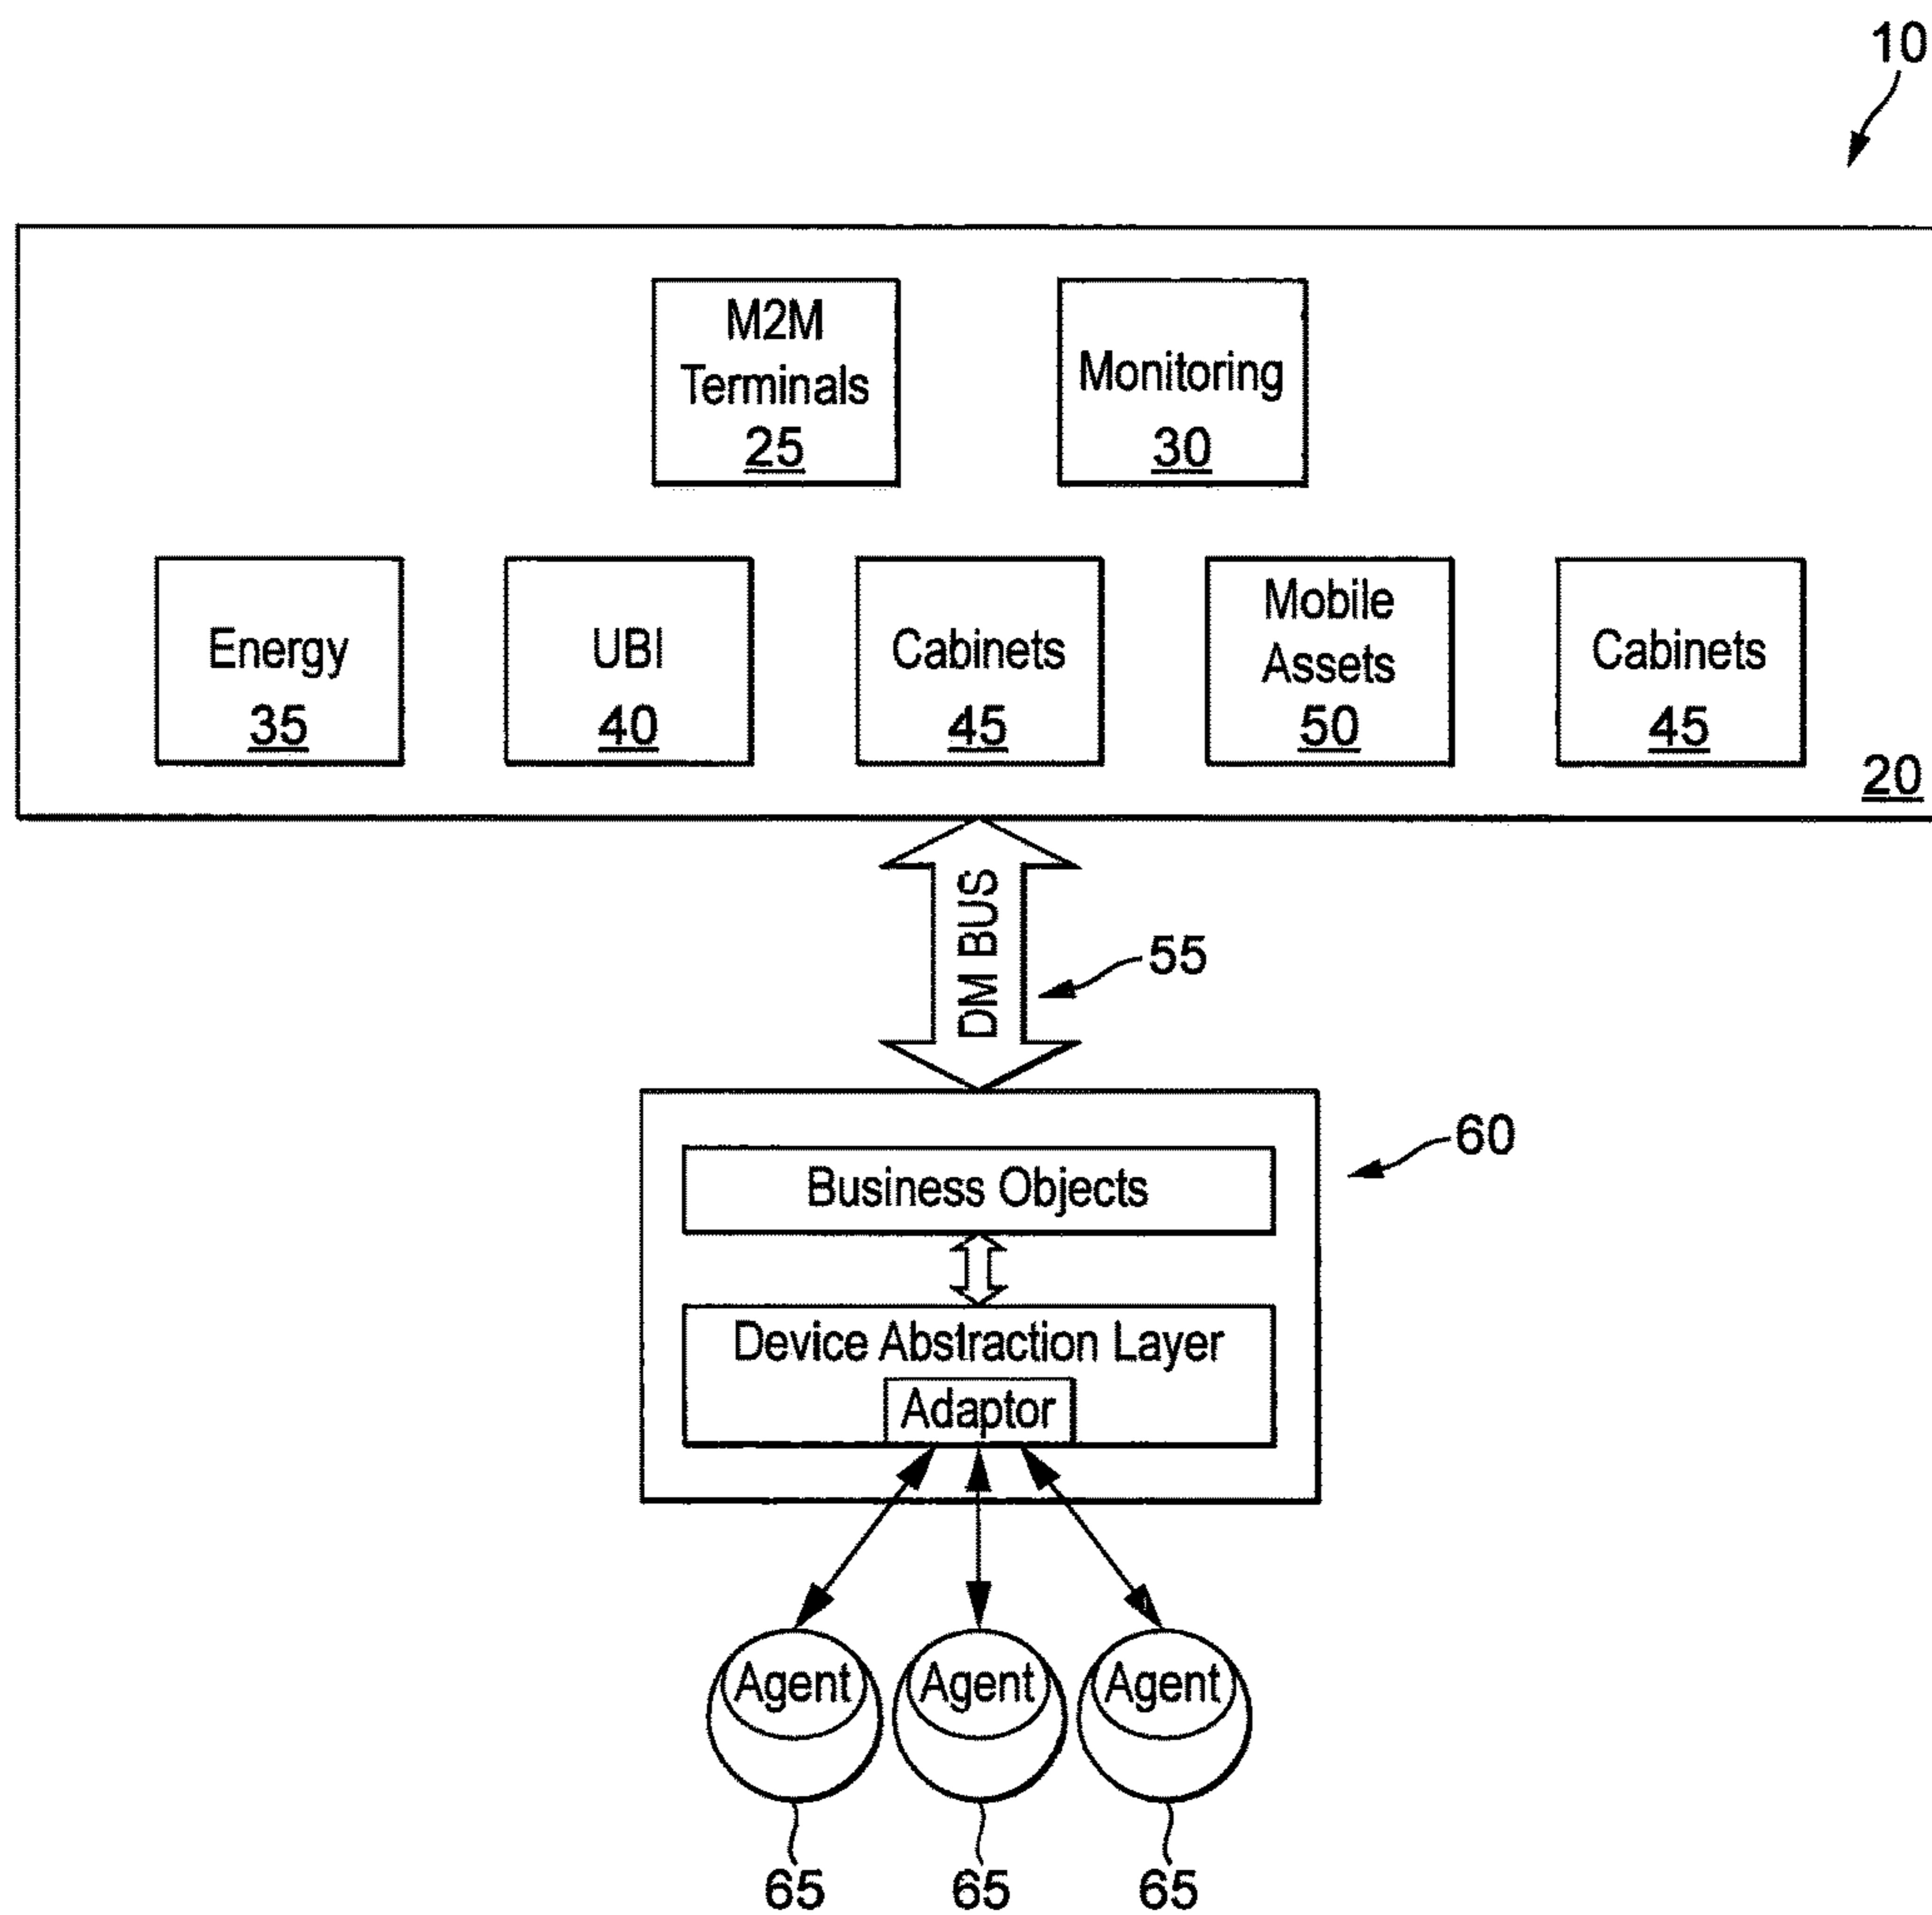 10
M2M
Terminals
25
Monitoring
30
Energy
35
UBI
40
Cabinets
45
Mobile
Assets
50
Cabinets
45
20
DM BUS
55
60
Business Objects
Device Abstraction Layer
Adaptor
Agent
Agent
Agent
65
65
65